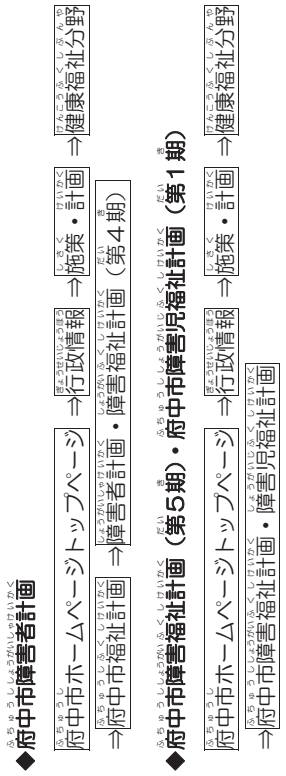 ◆府中市障害者計画
府中市ホームページトップページ⇒行政情報⇒施策・計画⇒健康福祉分野
⇒府中市福祉計画⇒障害者計画・障害福祉計画（第４期）
◆府中市障害福祉計画（第５期）・府中市障害児福祉計画（第１期）
府中市ホームページトップページ⇒行政情報⇒施策・計画⇒健康福祉分野
⇒府中市障害福祉計画・障害児福祉計画